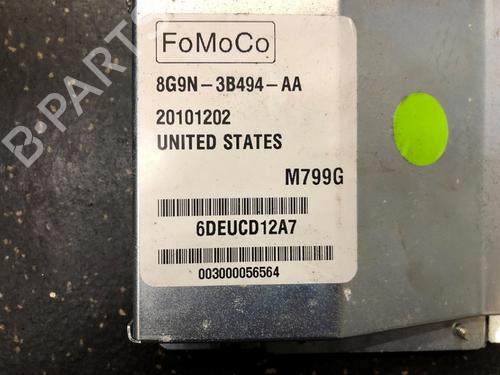 FoMoCo
8G9N-3B494-AA
20101202
UNITED STATES
M799G
6DEUCD12A7
003000056564
B-PARTS